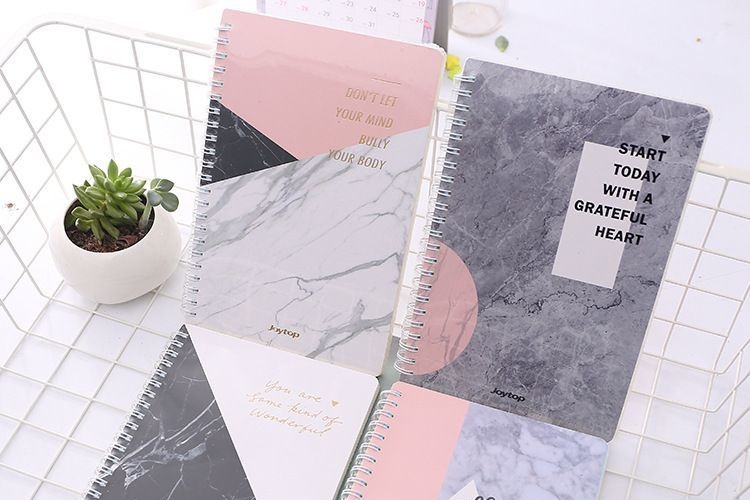 DON'T LET
YOUR MIND
BULLY
YOUR BODY
Joytop
START
TODAY
WITH A
GRATEFUL
HEART
Joytop
You are
Same kind of
Wonderful